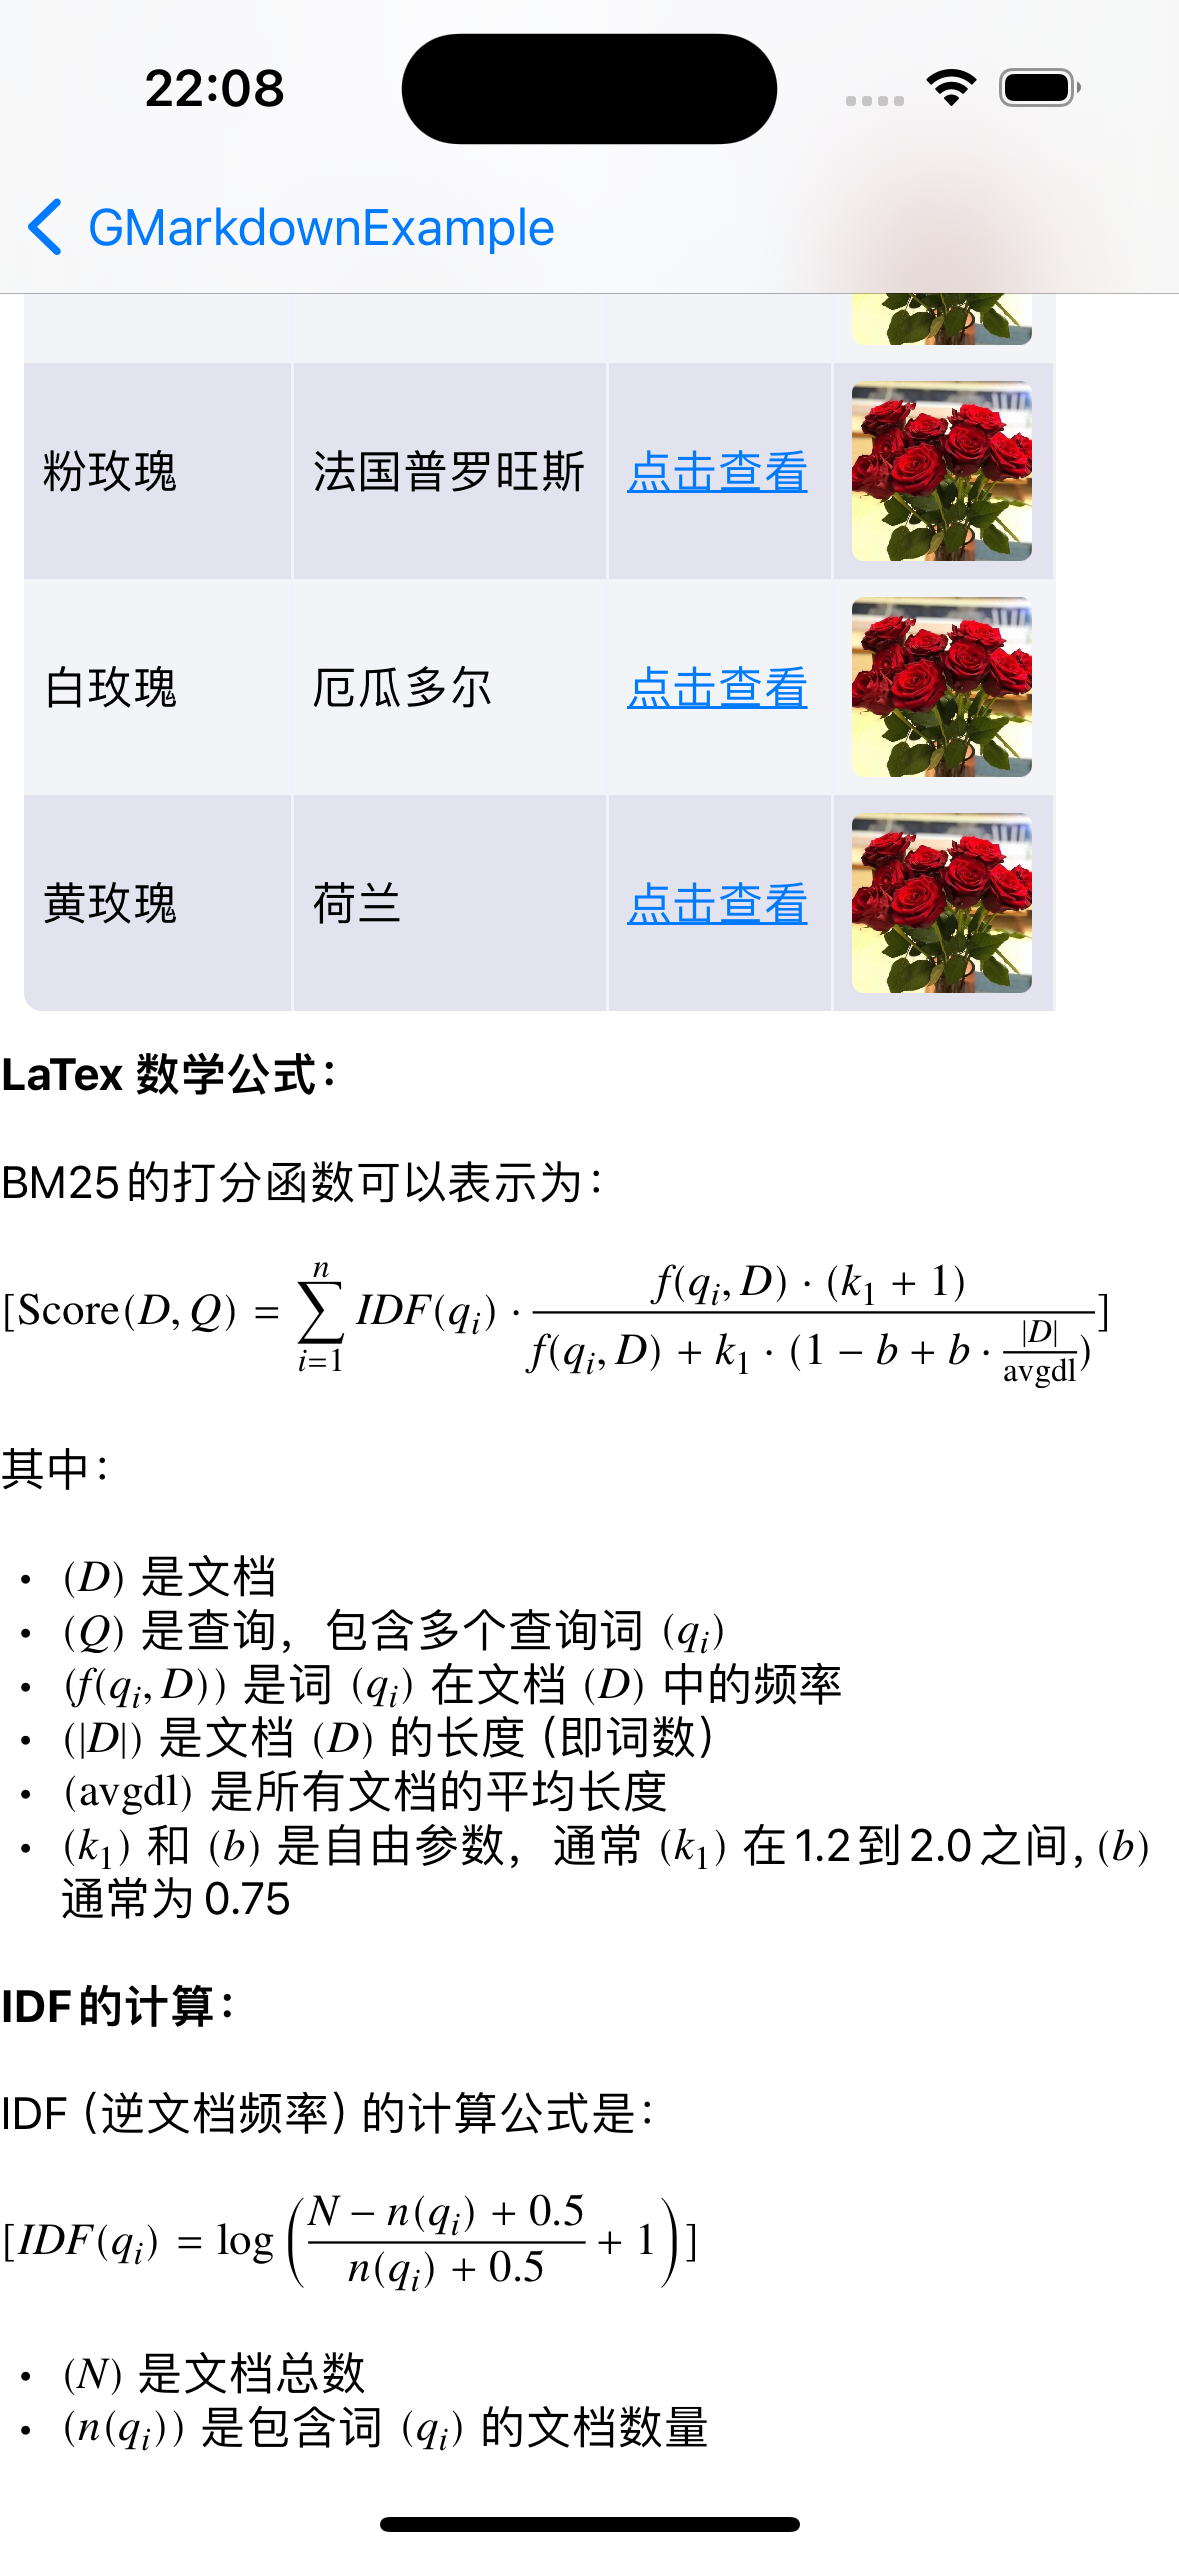 22:08
GMarkdownExample
粉玫瑰 法国普罗旺斯 点击查看
白玫瑰 厄瓜多尔 点击查看
黄玫瑰 荷兰 点击查看
LaTex 数学公式：
BM25的打分函数可以表示为：
[Score(D, Q) = \sum_{i=1}^{n} IDF(q_i) · \frac{f(q_i, D) · (k_1 + 1)}{f(q_i, D) + k_1 · (1 − b + b · \frac{|D|}{avgdl})}]
其中：
• (D) 是文档
• (Q) 是查询，包含多个查询词 (q_i)
• (f(q_i, D)) 是词 (q_i) 在文档 (D) 中的频率
• (|D|) 是文档 (D) 的长度（即词数）
• (avgdl) 是所有文档的平均长度
• (k_1) 和 (b) 是自由参数，通常 (k_1) 在1.2到2.0之间, (b)
通常为0.75
IDF的计算：
IDF（逆文档频率）的计算公式是：
[IDF(q_i) = log(\frac{N − n(q_i) + 0.5}{n(q_i) + 0.5} + 1)]
• (N) 是文档总数
• (n(q_i)) 是包含词 (q_i) 的文档数量